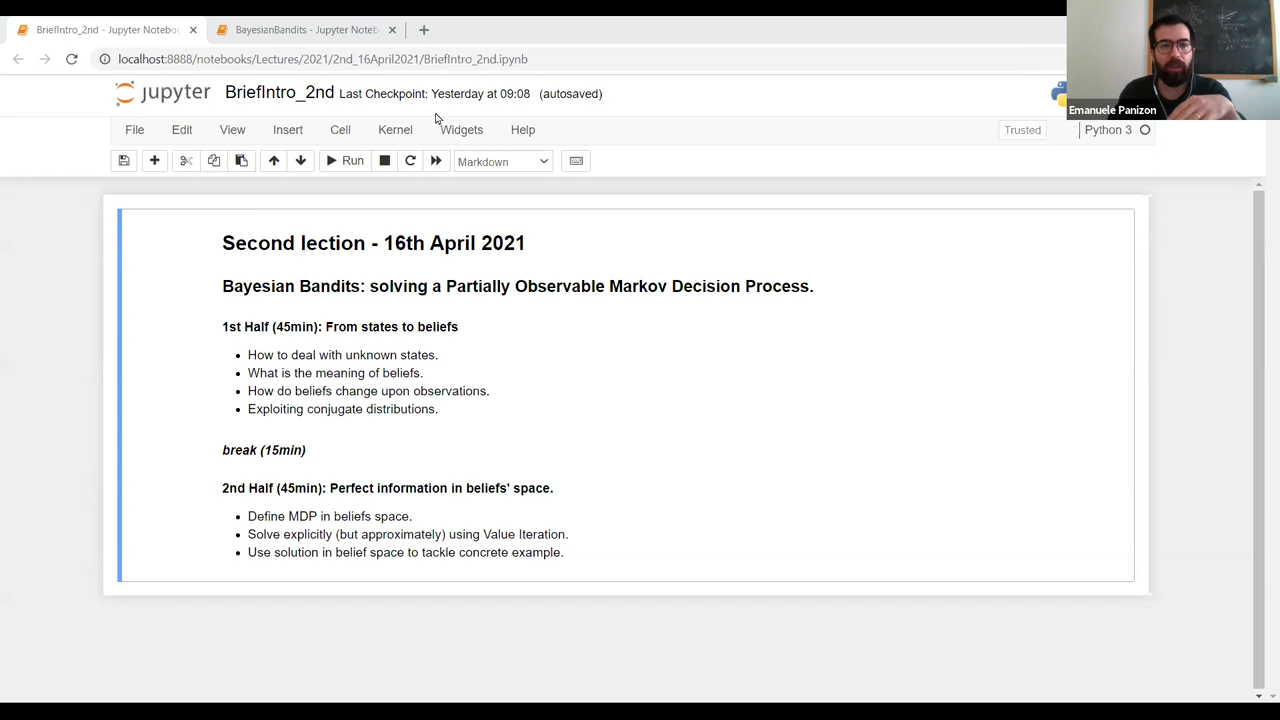 BriefIntro_2nd - Jupyter Notebo
BayesianBandits - Jupyter Noteb
localhost:8888/notebooks/Lectures/2021/2nd_16April2021/BriefIntro_2nd.ipynb
jupyter BriefIntro_2nd Last Checkpoint: Yesterday at 09:08 (autosaved)
Emanuele Panizon
File Edit View Insert Cell Kernel Widgets Help
Trusted Python 3
Run Markdown
Second lection - 16th April 2021
Bayesian Bandits: solving a Partially Observable Markov Decision Process.
1st Half (45min): From states to beliefs
• How to deal with unknown states.
• What is the meaning of beliefs.
• How do beliefs change upon observations.
• Exploiting conjugate distributions.
break (15min)
2nd Half (45min): Perfect information in beliefs' space.
• Define MDP in beliefs space.
• Solve explicitly (but approximately) using Value Iteration.
• Use solution in belief space to tackle concrete example.